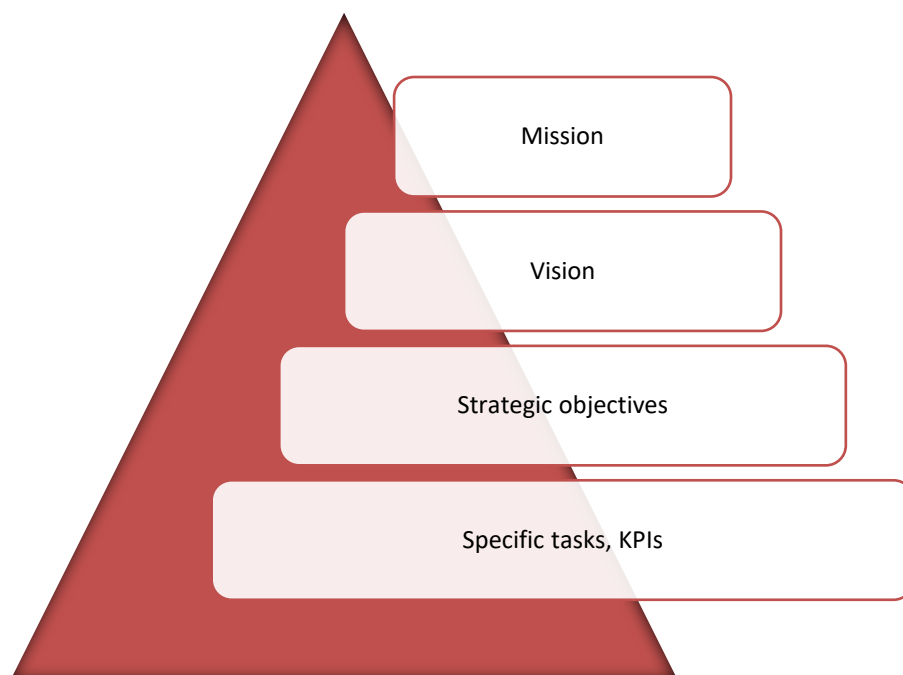 Mission
Vision
Strategic objectives
Specific tasks, KPIs